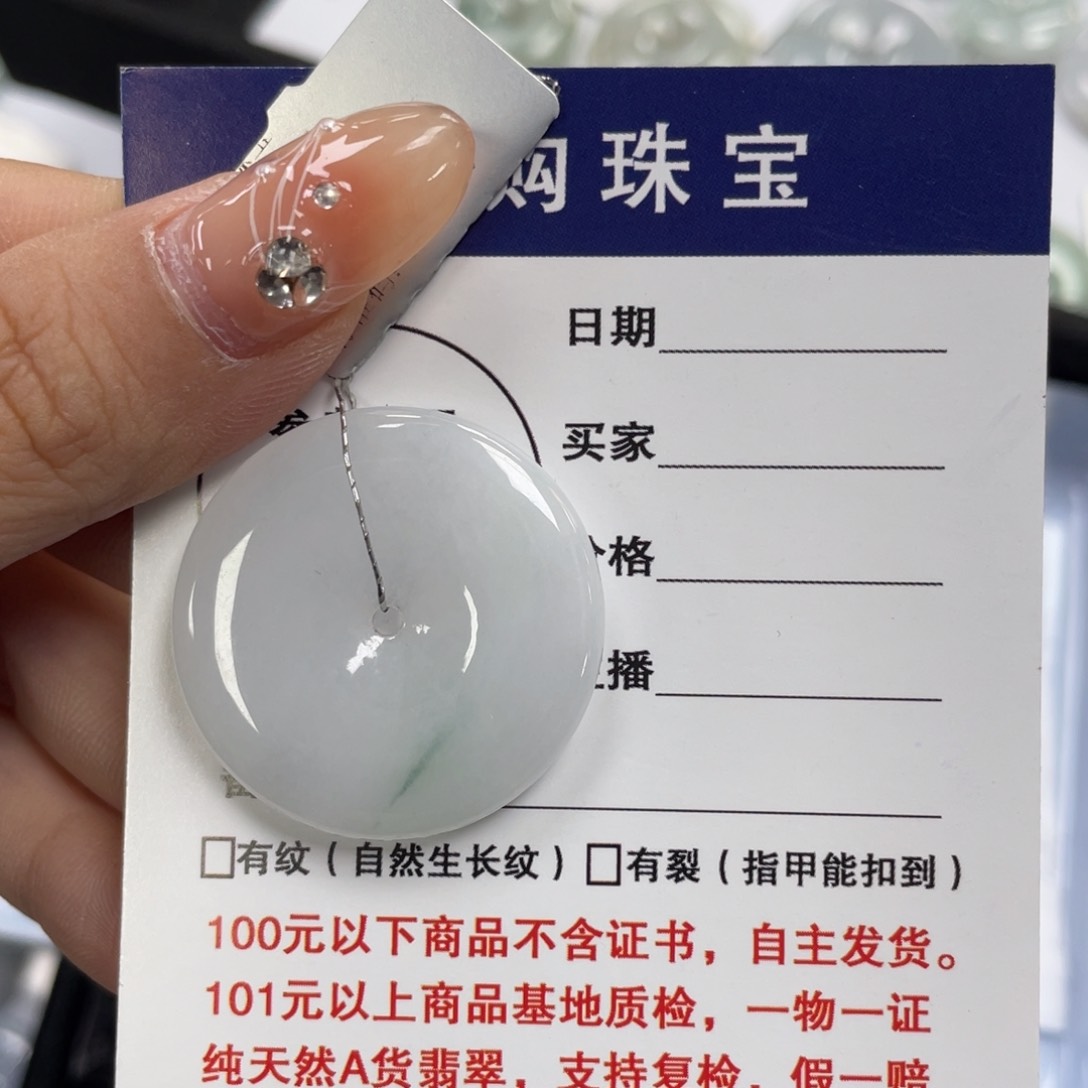 购珠宝
日期
买家
价格
主播
□有纹（自然生长纹）□有裂（指甲能扣到）
100元以下商品不含证书，自主发货。
101元以上商品基地质检，一物一证
纯天然A货翡翠，支持复检，假一赔